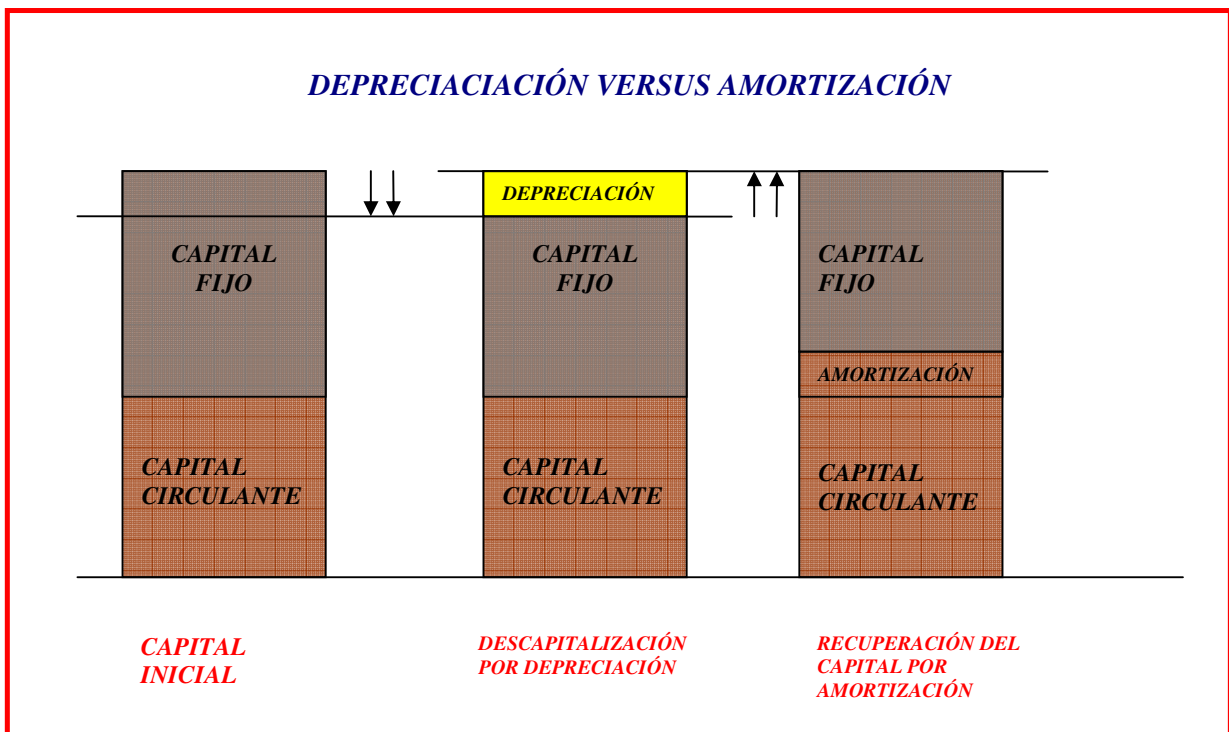 DEPRECIACIACIÓN VERSUS AMORTIZACIÓN
CAPITAL
FIJO
CAPITAL
CIRCULANTE
CAPITAL
INICIAL
DEPRECIACIÓN
CAPITAL
FIJO
CAPITAL
CIRCULANTE
DESCAPITALIZACIÓN
POR DEPRECIACIÓN
CAPITAL
FIJO
AMORTIZACIÓN
CAPITAL
CIRCULANTE
RECUPERACIÓN DEL
CAPITAL POR
AMORTIZACIÓN